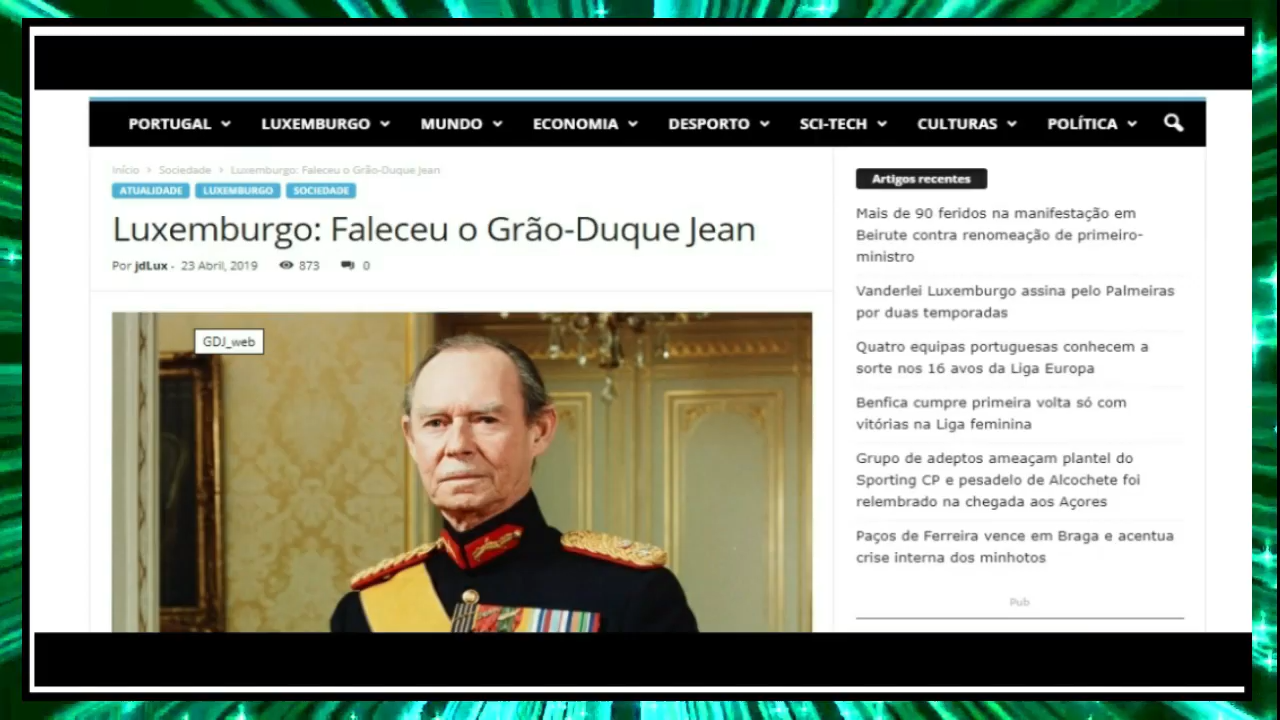 PORTUGAL LUXEMBURGO MUNDO ECONOMIA DESPORTO SCI-TECH CULTURAS POLÍTICA
Início > Sociedade > Luxemburgo: Faleceu o Grão-Duque Jean
ATUALIDADE LUXEMBURGO SOCIEDADE
Luxemburgo: Faleceu o Grão-Duque Jean
Por jdLux - 23 Abril, 2019 873 0
GDJ_web
Artigos recentes
Mais de 90 feridos na manifestação em
Beirute contra renomeação de primeiro-
ministro
Vanderlei Luxemburgo assina pelo Palmeiras
por duas temporadas
Quatro equipas portuguesas conhecem a
sorte nos 16 avos da Liga Europa
Benfica cumpre primeira volta só com
vitórias na Liga feminina
Grupo de adeptos ameaçam plantel do
Sporting CP e pesadelo de Alcochete foi
relembrado na chegada aos Açores
Paços de Ferreira vence em Braga e acentua
crise interna dos minhotos
Pub